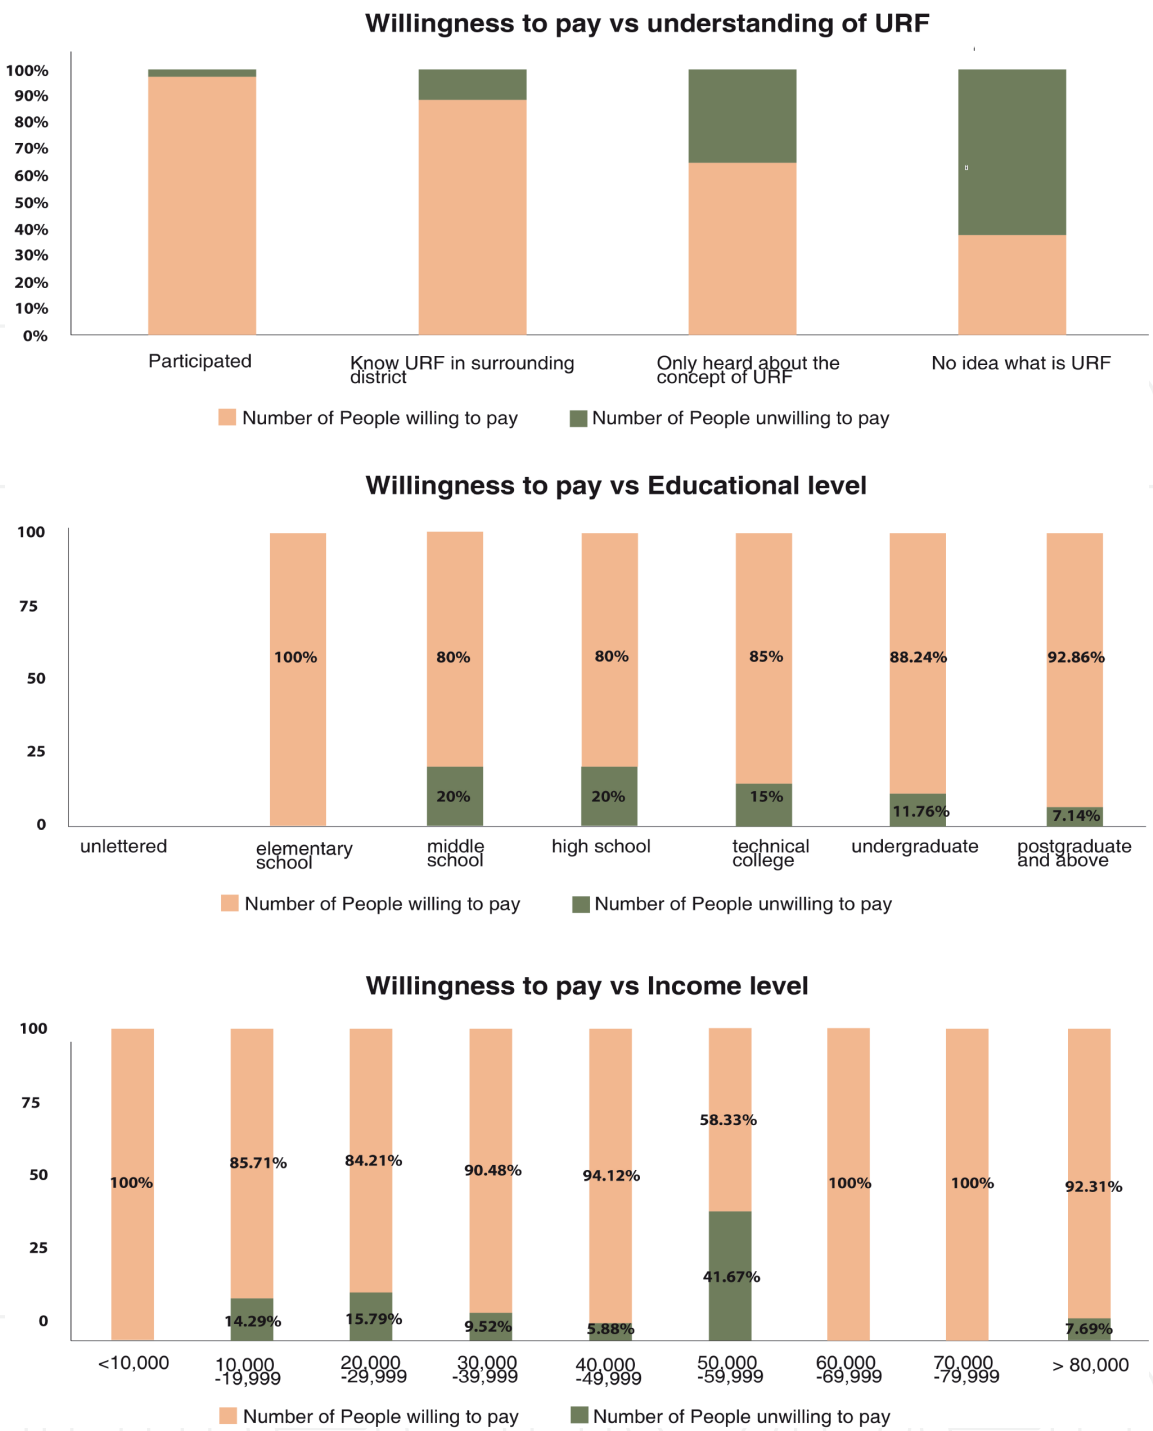 Willingness to pay vs understanding of URF
100%
90%
80%
70%
60%
50%
40%
30%
20%
10%
0%
Participated
Know URF in surrounding
district
Only heard about the
concept of URF
No idea what is URF
Number of People willing to pay
Number of People unwilling to pay
Willingness to pay vs Educational level
100
75
50
25
0
100%
80%
80%
85%
88.24%
92.86%
20%
20%
15%
11.76%
7.14%
unlettered
elementary
school
middle
school
high school
technical
college
undergraduate
postgraduate
and above
Number of People willing to pay
Number of People unwilling to pay
Willingness to pay vs Income level
100
75
50
25
0
100%
85.71%
84.21%
90.48%
94.12%
58.33%
100%
100%
92.31%
14.29%
15.79%
9.52%
5.88%
41.67%
7.69%
<10,000
10,000
-19,999
20,000
-29,999
30,000
-39,999
40,000
-49,999
50,000
-59,999
60,000
-69,999
70,000
-79,999
> 80,000
Number of People willing to pay
Number of People unwilling to pay